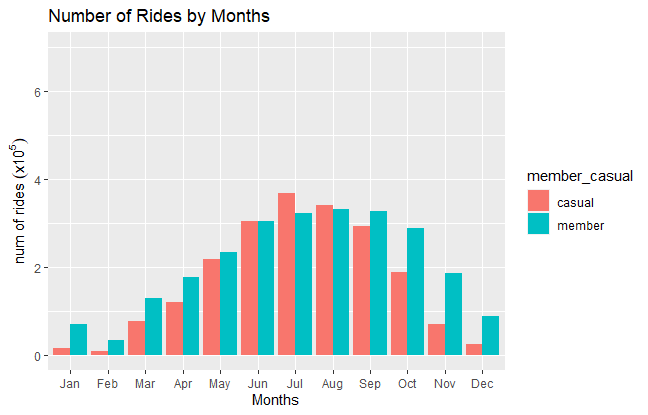 Number of Rides by Months
num of rides (x10⁵)
6
4
2
0
Jan Feb Mar Apr May Jun Jul Aug Sep Oct Nov Dec
Months
member_casual
casual
member